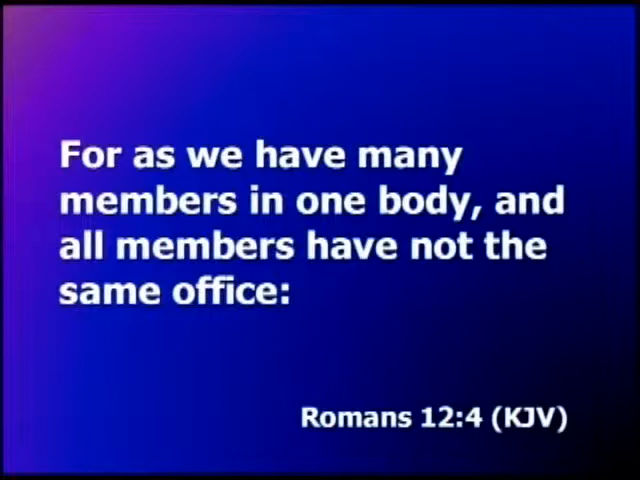 For as we have many
members in one body, and
all members have not the
same office:
Romans 12:4 (KJV)